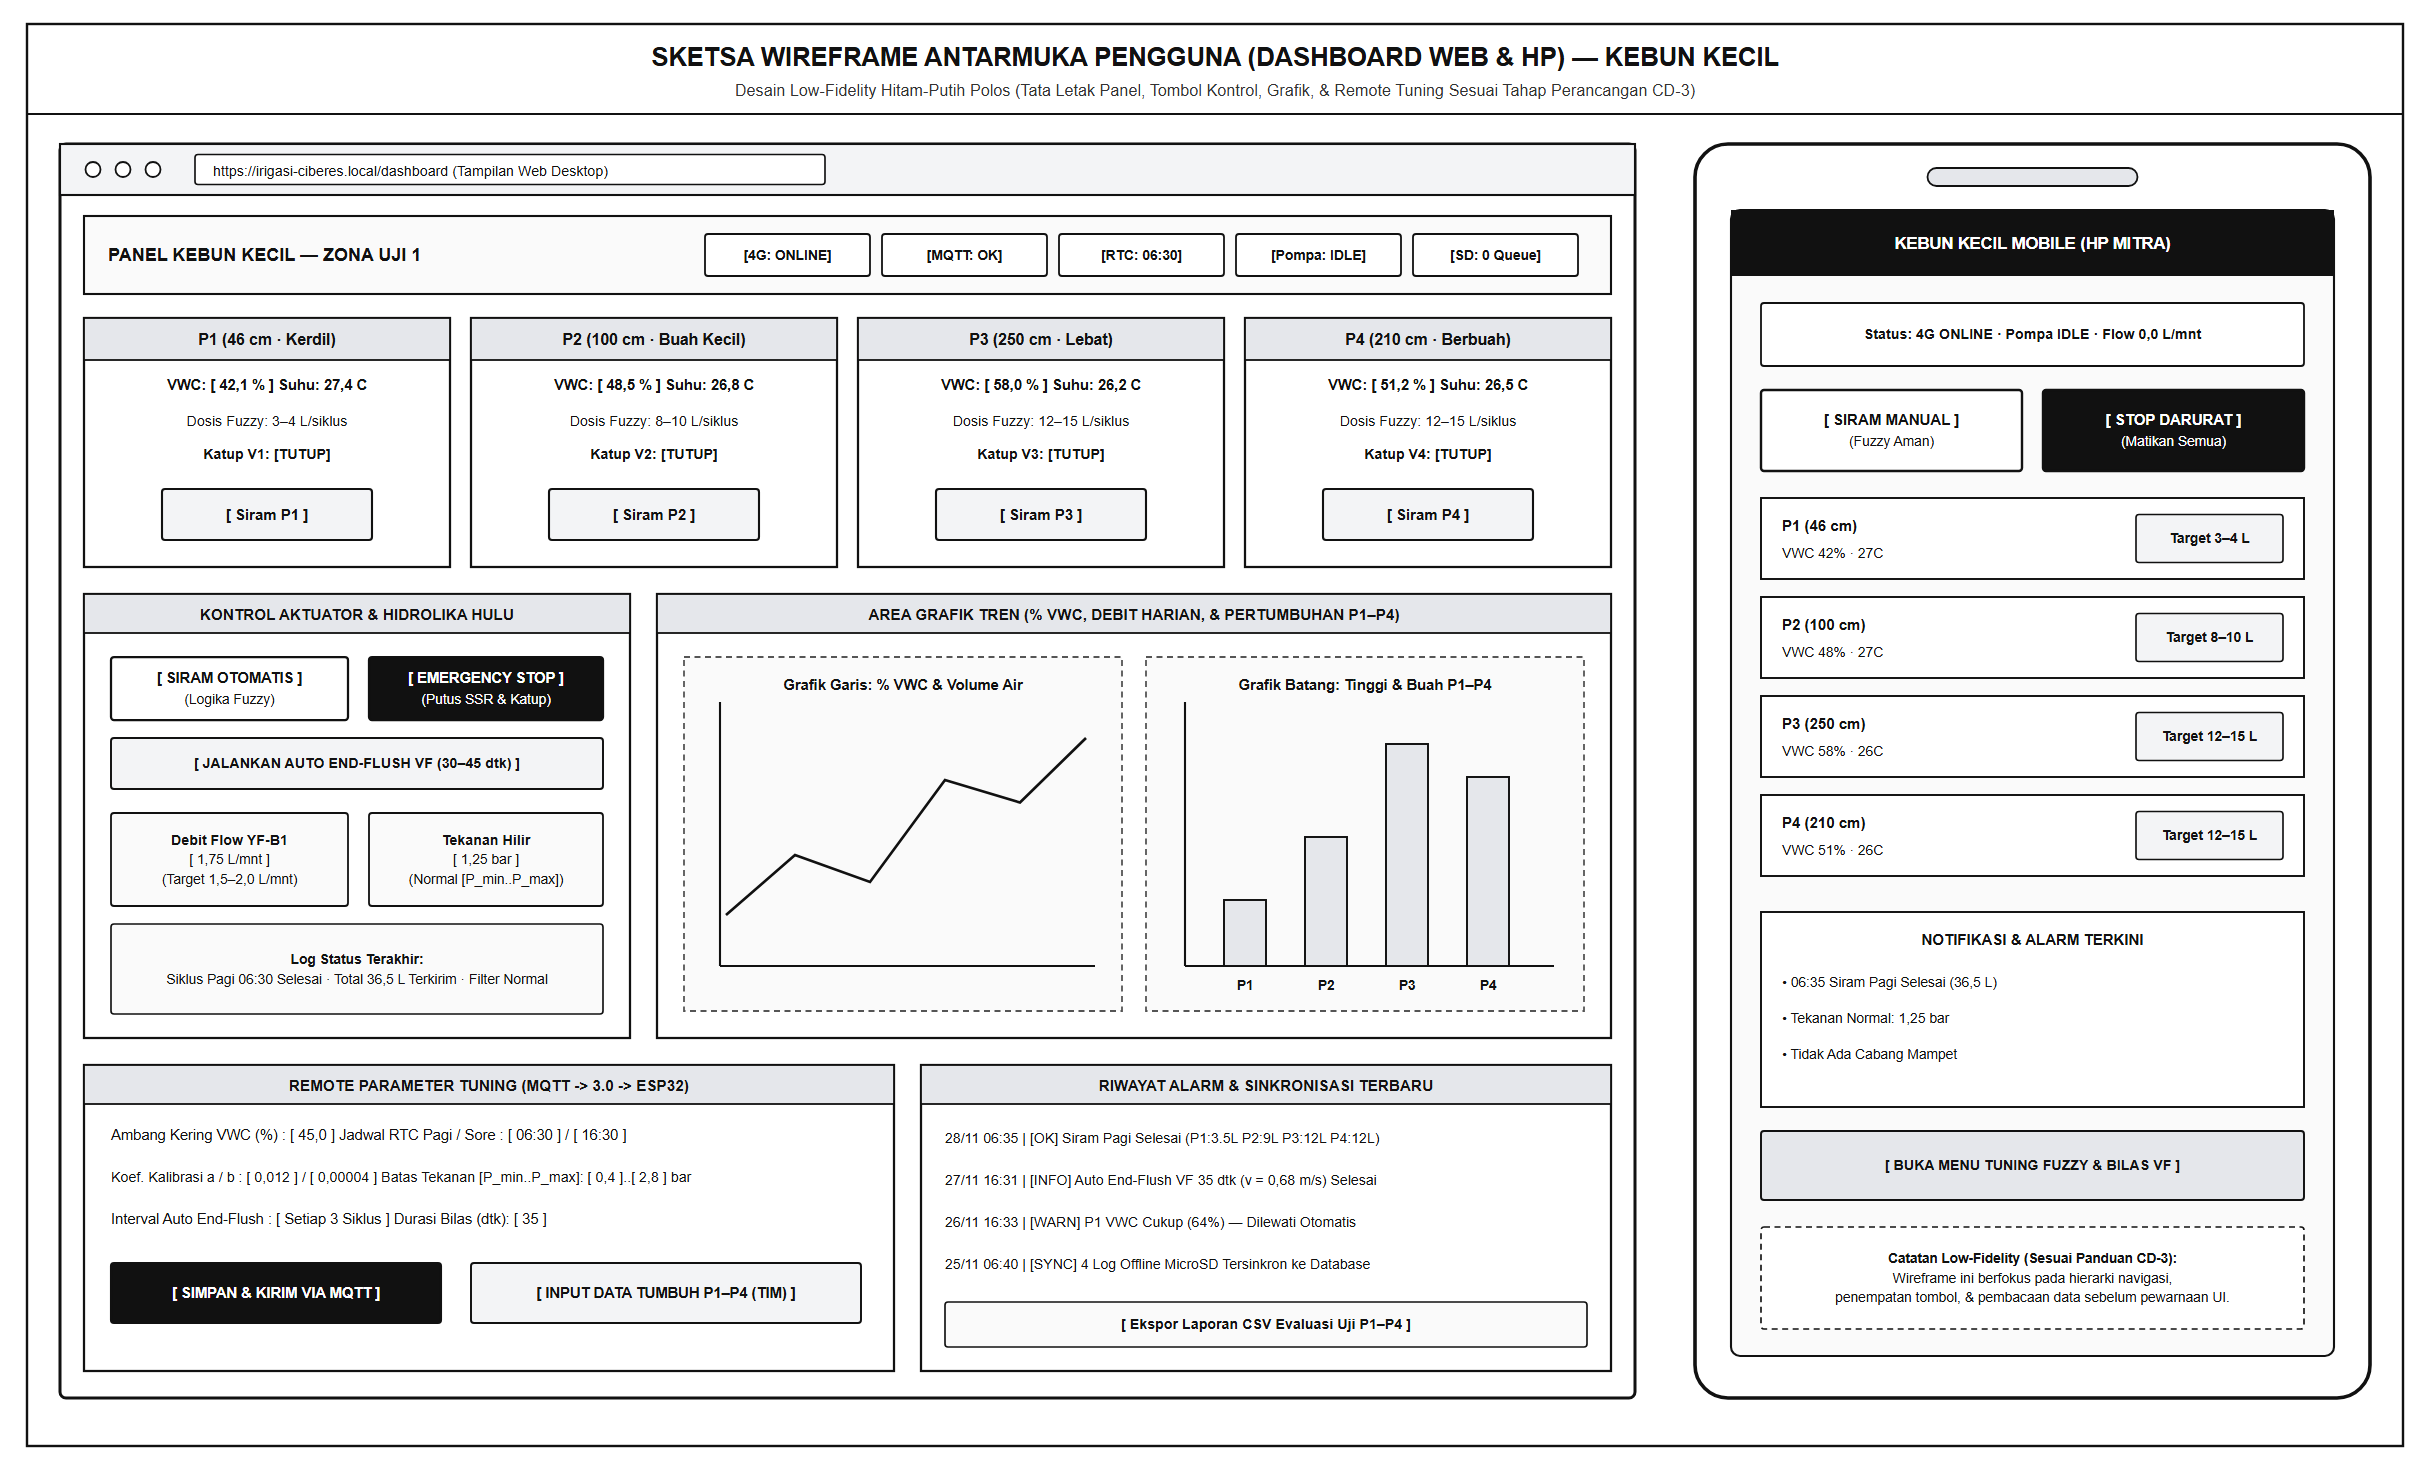 SKETSA WIREFRAME ANTARMUKA PENGGUNA (DASHBOARD WEB & HP) — KEBUN KECIL
Desain Low-Fidelity Hitam-Putih Polos (Tata Letak Panel, Tombol Kontrol, Grafik, & Remote Tuning Sesuai Tahap Perancangan CD-3)
https://irigasi-ciberes.local/dashboard (Tampilan Web Desktop)
PANEL KEBUN KECIL — ZONA UJI 1
[4G: ONLINE]
[MQTT: OK]
[RTC: 06:30]
[Pompa: IDLE]
[SD: 0 Queue]
P1 (46 cm · Kerdil)
VWC: [ 42,1 % ] Suhu: 27,4 C
Dosis Fuzzy: 3–4 L/siklus
Katup V1: [TUTUP]
[ Siram P1 ]
P2 (100 cm · Buah Kecil)
VWC: [ 48,5 % ] Suhu: 26,8 C
Dosis Fuzzy: 8–10 L/siklus
Katup V2: [TUTUP]
[ Siram P2 ]
P3 (250 cm · Lebat)
VWC: [ 58,0 % ] Suhu: 26,2 C
Dosis Fuzzy: 12–15 L/siklus
Katup V3: [TUTUP]
[ Siram P3 ]
P4 (210 cm · Berbuah)
VWC: [ 51,2 % ] Suhu: 26,5 C
Dosis Fuzzy: 12–15 L/siklus
Katup V4: [TUTUP]
[ Siram P4 ]
KONTROL AKTUATOR & HIDROLIKA HULU
[ SIRAM OTOMATIS ]
(Logika Fuzzy)
[ EMERGENCY STOP ]
(Putus SSR & Katup)
[ JALANKAN AUTO END-FLUSH VF (30–45 dtk) ]
Debit Flow YF-B1
[ 1,75 L/mnt ]
(Target 1,5–2,0 L/mnt)
Tekanan Hilir
[ 1,25 bar ]
(Normal [P_min..P_max])
Log Status Terakhir:
Siklus Pagi 06:30 Selesai · Total 36,5 L Terkirim · Filter Normal
AREA GRAFIK TREN (% VWC, DEBIT HARIAN, & PERTUMBUHAN P1–P4)
Grafik Garis: % VWC & Volume Air
Grafik Batang: Tinggi & Buah P1–P4
P1
P2
P3
P4
REMOTE PARAMETER TUNING (MQTT -> 3.0 -> ESP32)
Ambang Kering VWC (%) : [ 45,0 ] Jadwal RTC Pagi / Sore : [ 06:30 ] / [ 16:30 ]
Koef. Kalibrasi a / b : [ 0,012 ] / [ 0,00004 ] Batas Tekanan [P_min..P_max]: [ 0,4 ]..[ 2,8 ] bar
Interval Auto End-Flush : [ Setiap 3 Siklus ] Durasi Bilas (dtk): [ 35 ]
[ SIMPAN & KIRIM VIA MQTT ]
[ INPUT DATA TUMBUH P1–P4 (TIM) ]
RIWAYAT ALARM & SINKRONISASI TERBARU
28/11 06:35 | [OK] Siram Pagi Selesai (P1:3.5L P2:9L P3:12L P4:12L)
27/11 16:31 | [INFO] Auto End-Flush VF 35 dtk (v = 0,68 m/s) Selesai
26/11 16:33 | [WARN] P1 VWC Cukup (64%) — Dilewati Otomatis
25/11 06:40 | [SYNC] 4 Log Offline MicroSD Tersinkron ke Database
[ Ekspor Laporan CSV Evaluasi Uji P1–P4 ]
KEBUN KECIL MOBILE (HP MITRA)
Status: 4G ONLINE · Pompa IDLE · Flow 0,0 L/mnt
[ SIRAM MANUAL ]
(Fuzzy Aman)
[ STOP DARURAT ]
(Matikan Semua)
P1 (46 cm)
VWC 42% · 27C
Target 3–4 L
P2 (100 cm)
VWC 48% · 27C
Target 8–10 L
P3 (250 cm)
VWC 58% · 26C
Target 12–15 L
P4 (210 cm)
VWC 51% · 26C
Target 12–15 L
NOTIFIKASI & ALARM TERKINI
• 06:35 Siram Pagi Selesai (36,5 L)
• Tekanan Normal: 1,25 bar
• Tidak Ada Cabang Mampet
[ BUKA MENU TUNING FUZZY & BILAS VF ]
Catatan Low-Fidelity (Sesuai Panduan CD-3):
Wireframe ini berfokus pada hierarki navigasi,
penempatan tombol, & pembacaan data sebelum pewarnaan UI.